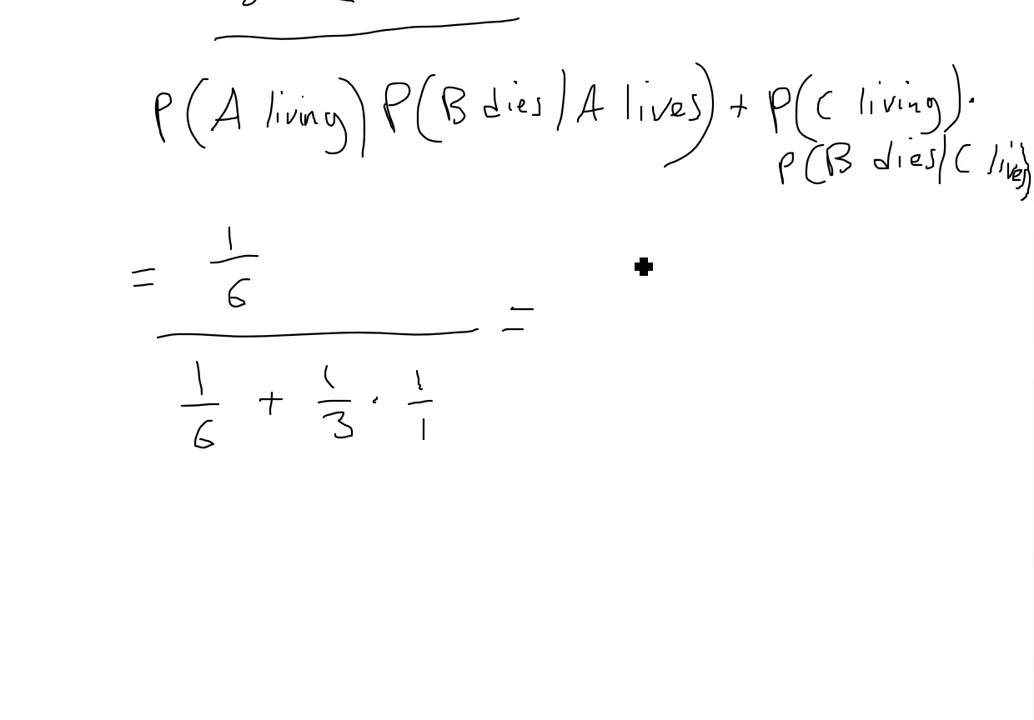 P(A living) P(B dies | A lives) + P(C living) ·
P(B dies | C lives)
= 1/6
=
1/6 + 1/3 · 1/1